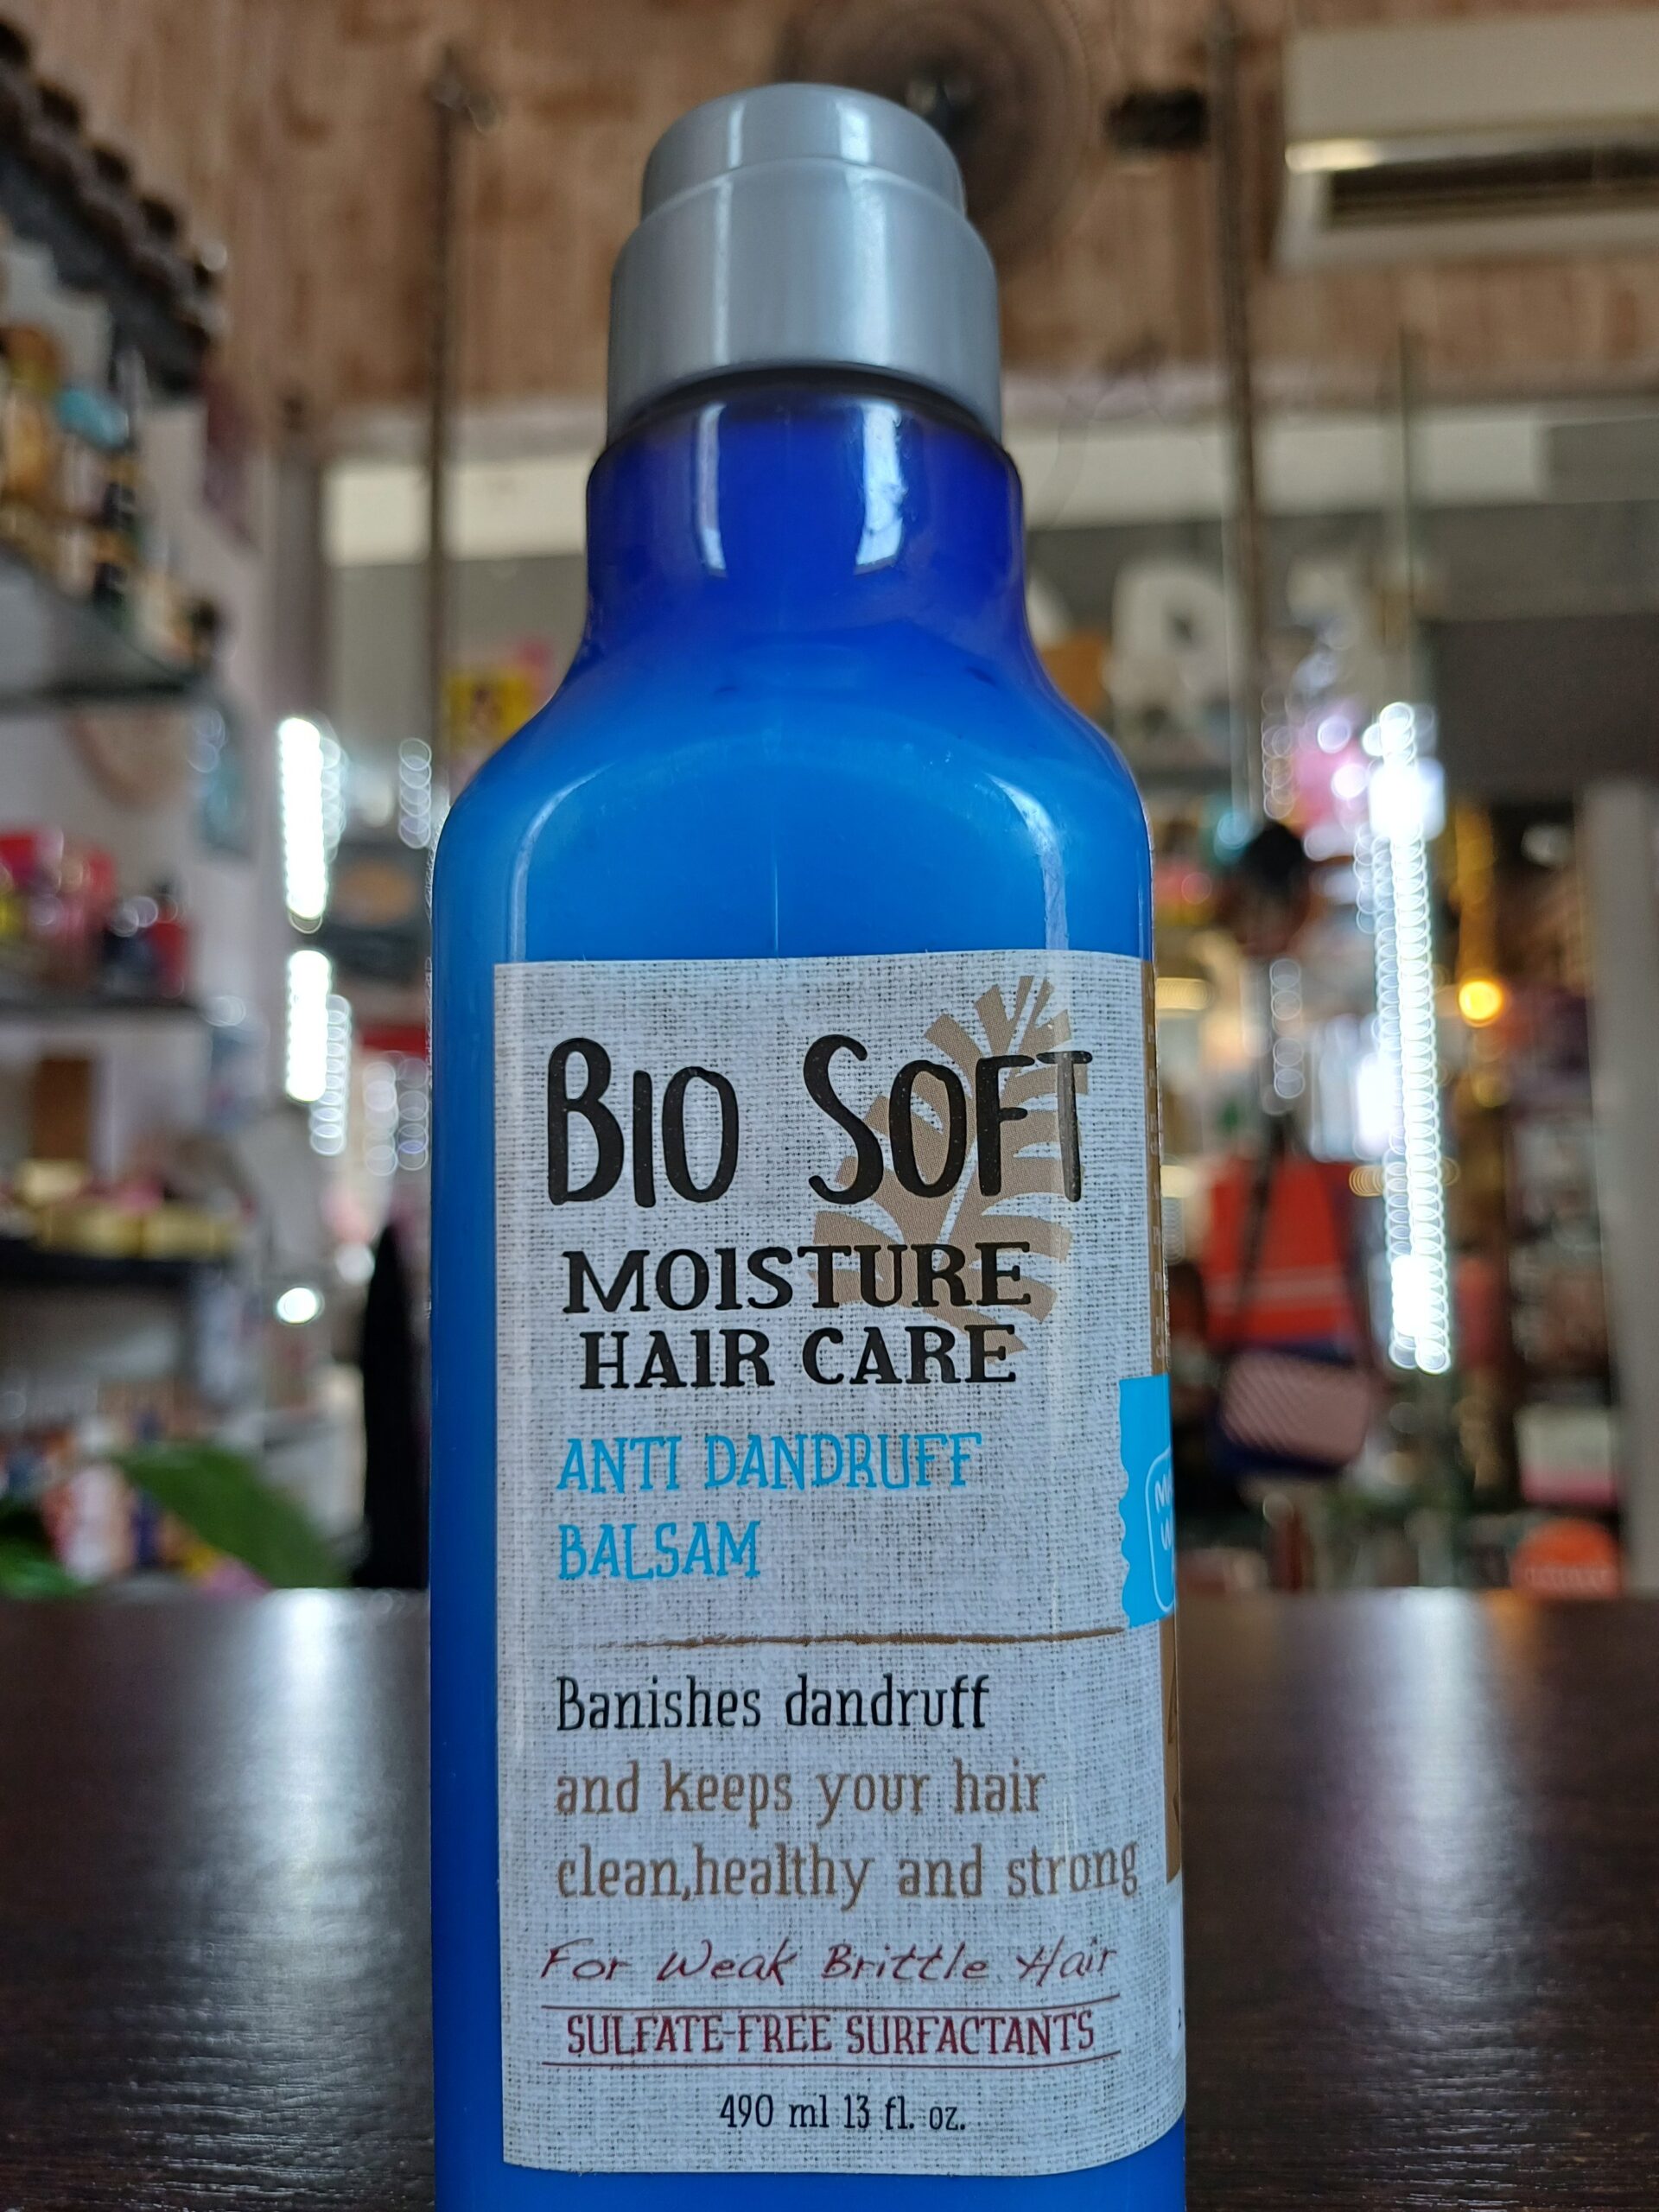 BIO SOFT
MOISTURE
HAIR CARE
ANTI DANDRUFF
BALSAM
Banishes dandruff
and keeps your hair
clean,healthy and strong
For Weak Brittle Hair
SULFATE-FREE SURFACTANTS
490 ml 13 fl. oz.